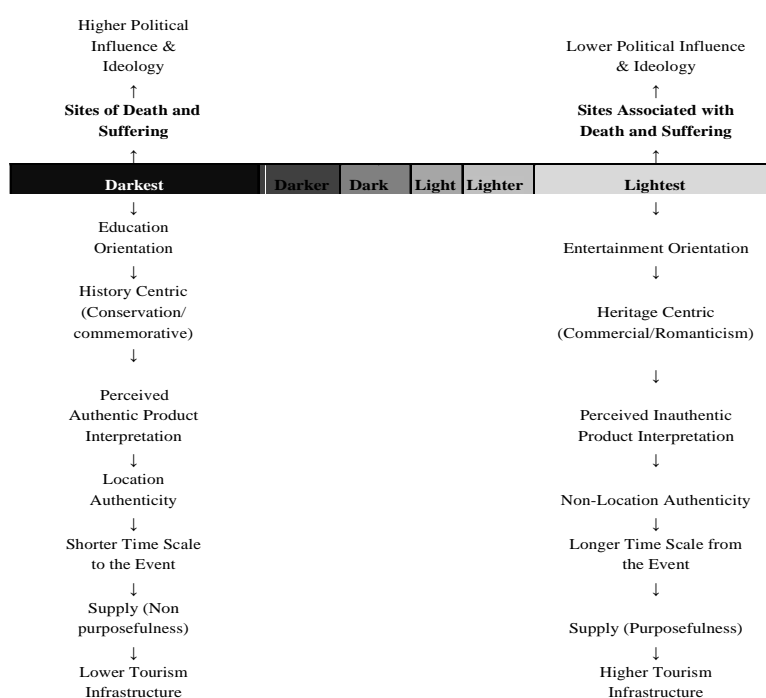 Higher Political
Influence &
Ideology
↑
Sites of Death and
Suffering
↑
Lower Political Influence
& Ideology
↑
Sites Associated with
Death and Suffering
↑
Darkest Darker Dark Light Lighter Lightest
↓
Education
Orientation
↓
History Centric
(Conservation/
commemorative)
↓
Perceived
Authentic Product
Interpretation
↓
Location
Authenticity
↓
Shorter Time Scale
to the Event
↓
Supply (Non
purposefulness)
↓
Lower Tourism
Infrastructure
↓
Entertainment Orientation
↓
Heritage Centric
(Commercial/Romanticism)
↓
Perceived Inauthentic
Product Interpretation
↓
Non-Location Authenticity
↓
Longer Time Scale from
the Event
↓
Supply (Purposefulness)
↓
Higher Tourism
Infrastructure